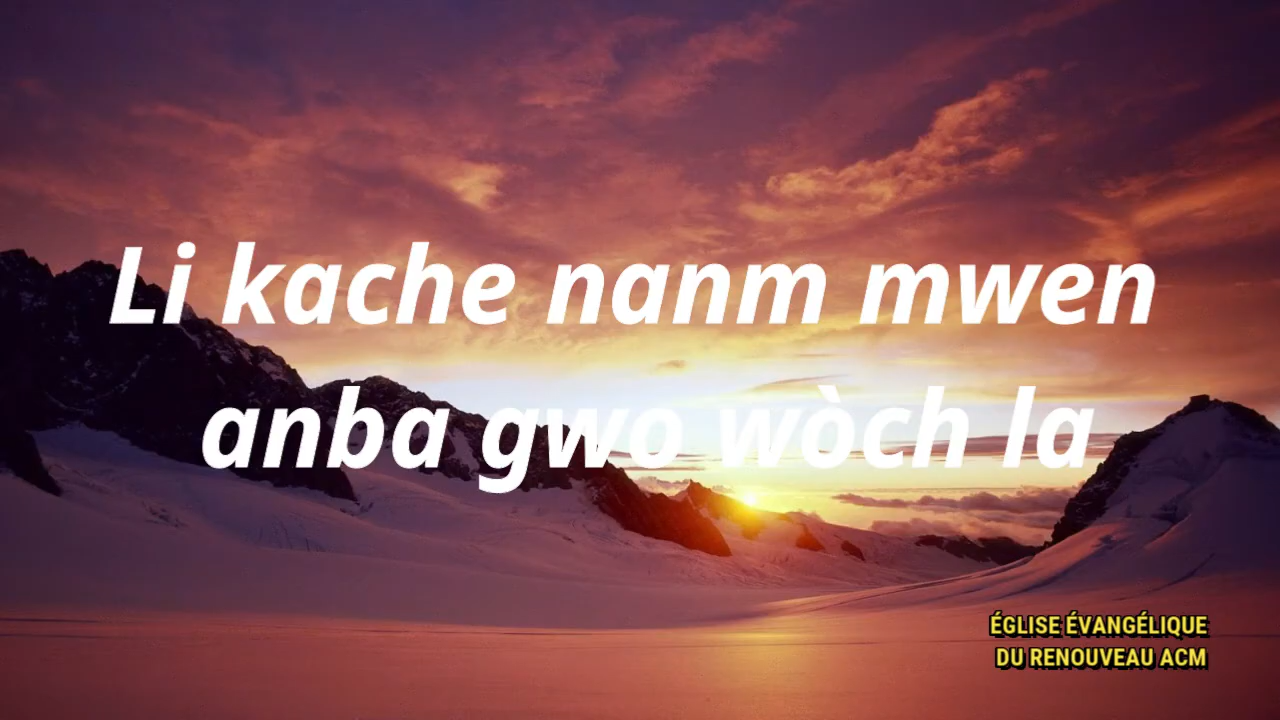 Li kache nanm mwen
anba gwo wòch la
ÉGLISE ÉVANGÉLIQUE
DU RENOUVEAU ACM